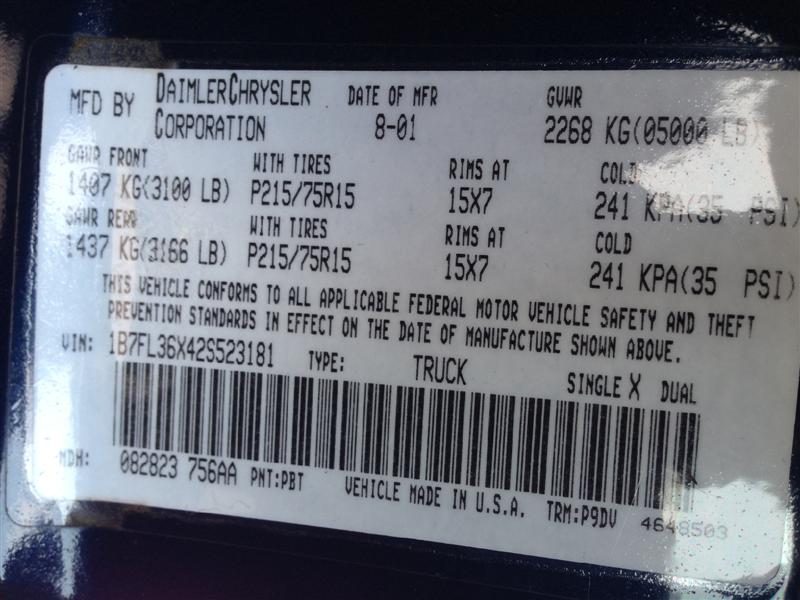 MFD BY DAIMLERCHRYSLER CORPORATION DATE OF MFR 8-01 GVWR 2268 KG(05000 LB)
GAWR FRONT WITH TIRES RIMS AT COLD
1407 KG(3100 LB) P215/75R15 15X7 241 KPA(35 PSI)
GAWR REAR WITH TIRES RIMS AT COLD
1437 KG(3166 LB) P215/75R15 15X7 241 KPA(35 PSI)
THIS VEHICLE CONFORMS TO ALL APPLICABLE FEDERAL MOTOR VEHICLE SAFETY AND THEFT
PREVENTION STANDARDS IN EFFECT ON THE DATE OF MANUFACTURE SHOWN ABOVE.
VIN: 1B7FL36X42S523181 TYPE: TRUCK SINGLE X DUAL
MDH: 082823 756AA PNT:PBT VEHICLE MADE IN U.S.A. TRM:P9DV 4648503